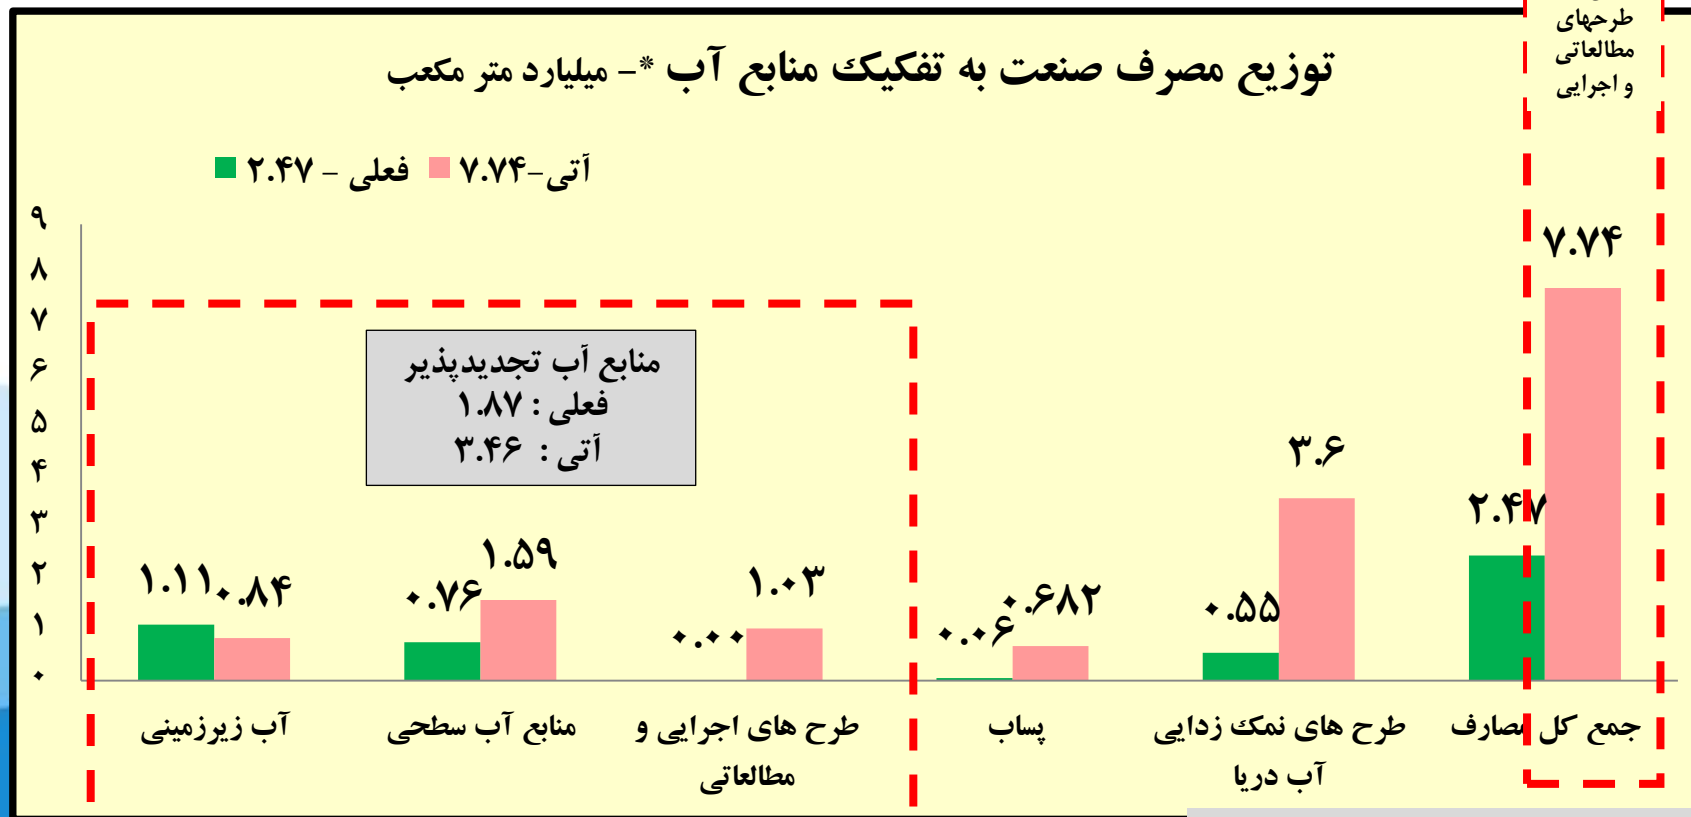 طرحهای
مطالعاتی
و اجرایی
توزیع مصرف صنعت به تفکیک منابع آب *- میلیارد متر مکعب
فعلی - ۲.۴۷
آتی-۷.۷۴
۹
۸
۷
۶
۵
۴
۳
۲
۱
۰
منابع آب تجدیدپذیر
فعلی : ۱.۸۷
آتی : ۳.۴۶
۱.۱۱
۰.۸۴
۰.۷۶
۱.۵۹
۰.۰۰
۱.۰۳
۰.۰۶
۰.۶۸۲
۰.۵۵
۳.۶
۲.۴۷
۷.۷۴
آب زیرزمینی
منابع آب سطحی
طرح های اجرایی و
مطالعاتی
پساب
طرح های نمک زدایی
آب دریا
جمع کل مصارف